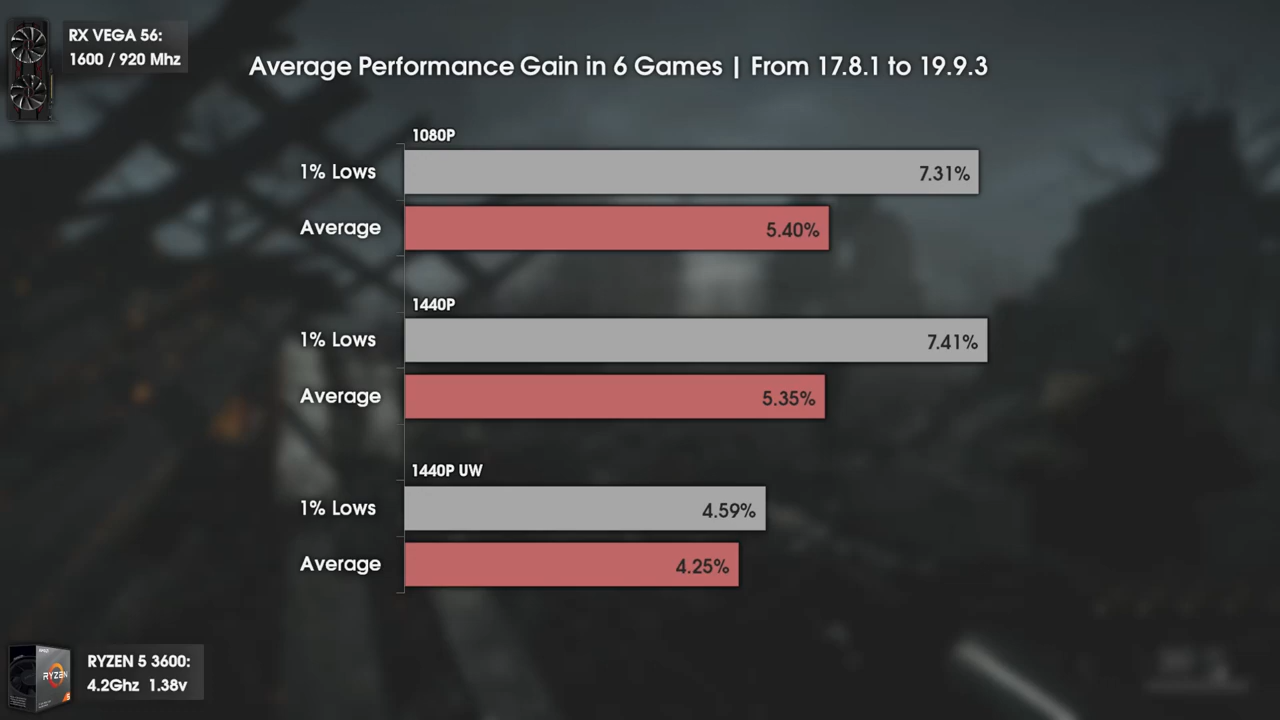 RX VEGA 56:
1600 / 920 Mhz
Average Performance Gain in 6 Games | From 17.8.1 to 19.9.3
1080P
1% Lows
7.31%
Average
5.40%
1440P
1% Lows
7.41%
Average
5.35%
1440P UW
1% Lows
4.59%
Average
4.25%
RYZEN
RYZEN 5 3600:
4.2Ghz 1.38v